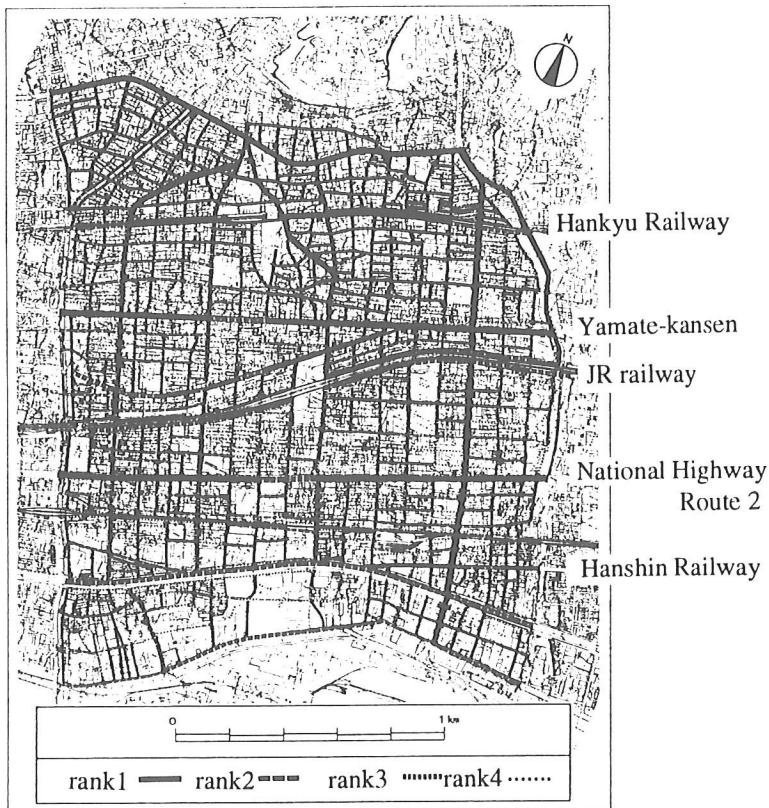 N
Hankyu Railway
Yamate-kansen
JR railway
National Highway
Route 2
Hanshin Railway
0 1 km
rank1 rank2 rank3 rank4